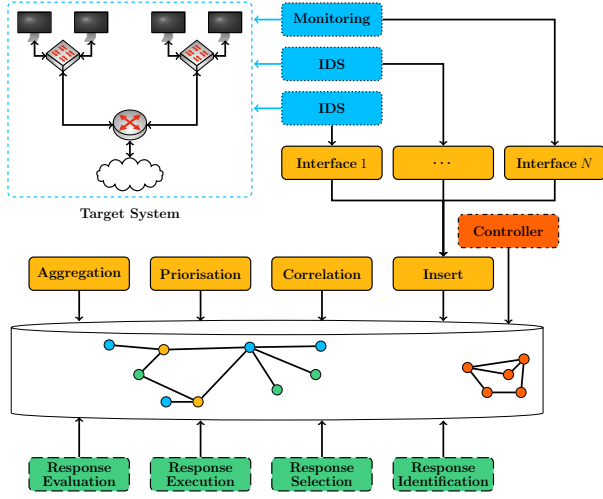 Monitoring
IDS
IDS
Interface 1
...
Interface N
Target System
Controller
Aggregation
Priorisation
Correlation
Insert
Response
Evaluation
Response
Execution
Response
Selection
Response
Identification